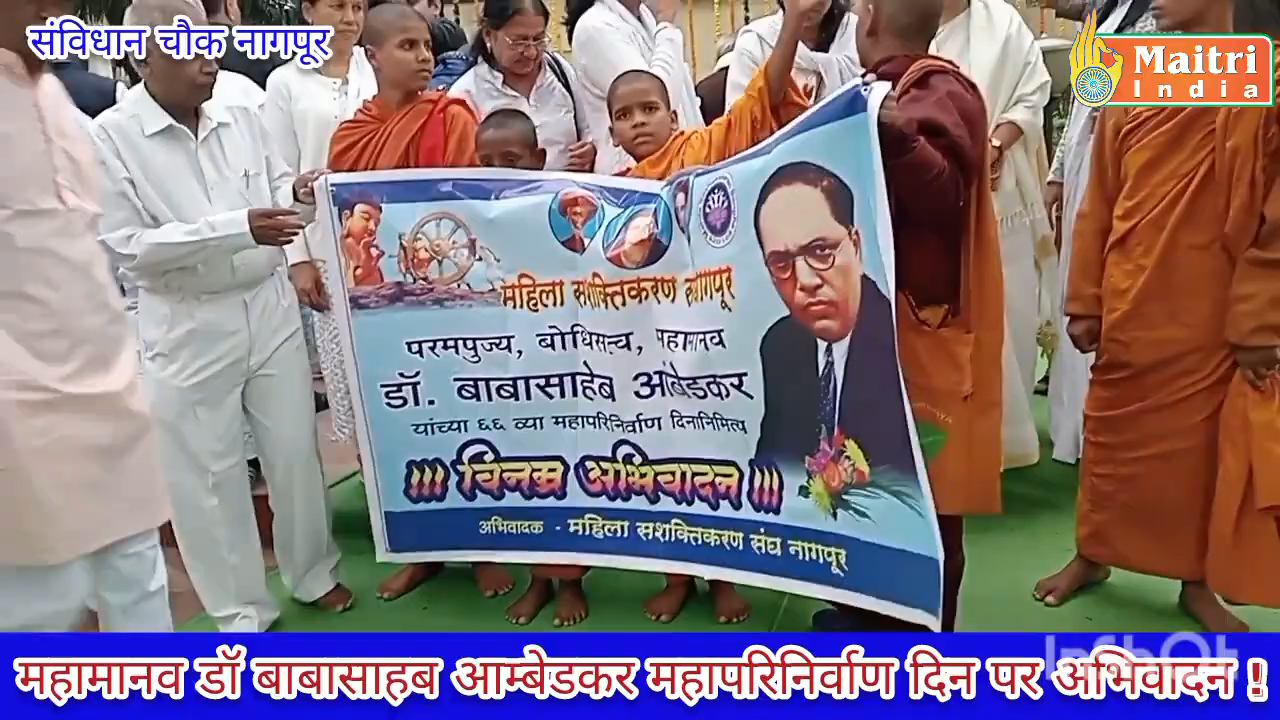 संविधान चौक नागपूर
Maitri
India
महिला सशक्तिकरण नागपूर
परमपुज्य, बोधिसत्व, महामानव
डॉ. बाबासाहेब आंबेडकर
यांच्या ६६ व्या महापरिनिर्वाण दिनानिमित्य
!!! विनम्र अभिवादन !!!
अभिवादक - महिला सशक्तिकरण संघ नागपूर
महामानव डॉ बाबासाहब आम्बेडकर महापरिनिर्वाण दिन पर अभिवादन !
InShOt